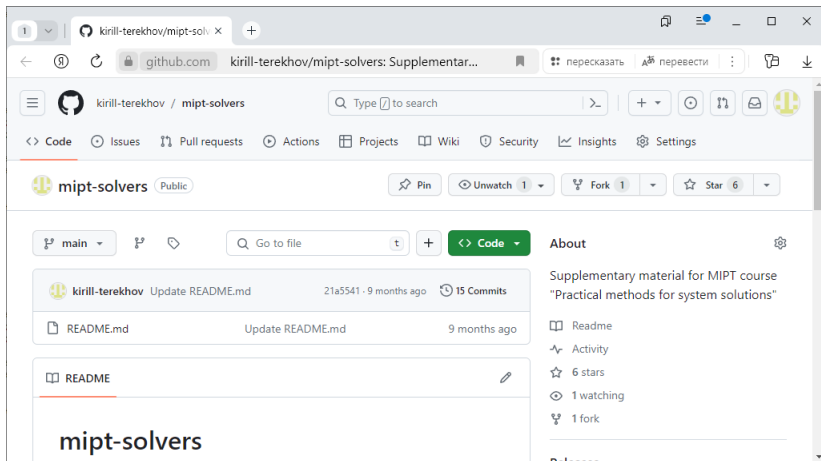 1
kirill-terekhov/mipt-solv
github.com
kirill-terekhov/mipt-solvers: Supplementar...
пересказать
перевести
kirill-terekhov / mipt-solvers
Type / to search
Code
Issues
Pull requests
Actions
Projects
Wiki
Security
Insights
Settings
mipt-solvers
Public
Pin
Unwatch 1
Fork 1
Star 6
main
Go to file
t
Code
About
Supplementary material for MIPT course
"Practical methods for system solutions"
kirill-terekhov Update README.md
21a5541 · 9 months ago
15 Commits
README.md
Update README.md
9 months ago
Readme
Activity
6 stars
1 watching
1 fork
README
mipt-solvers